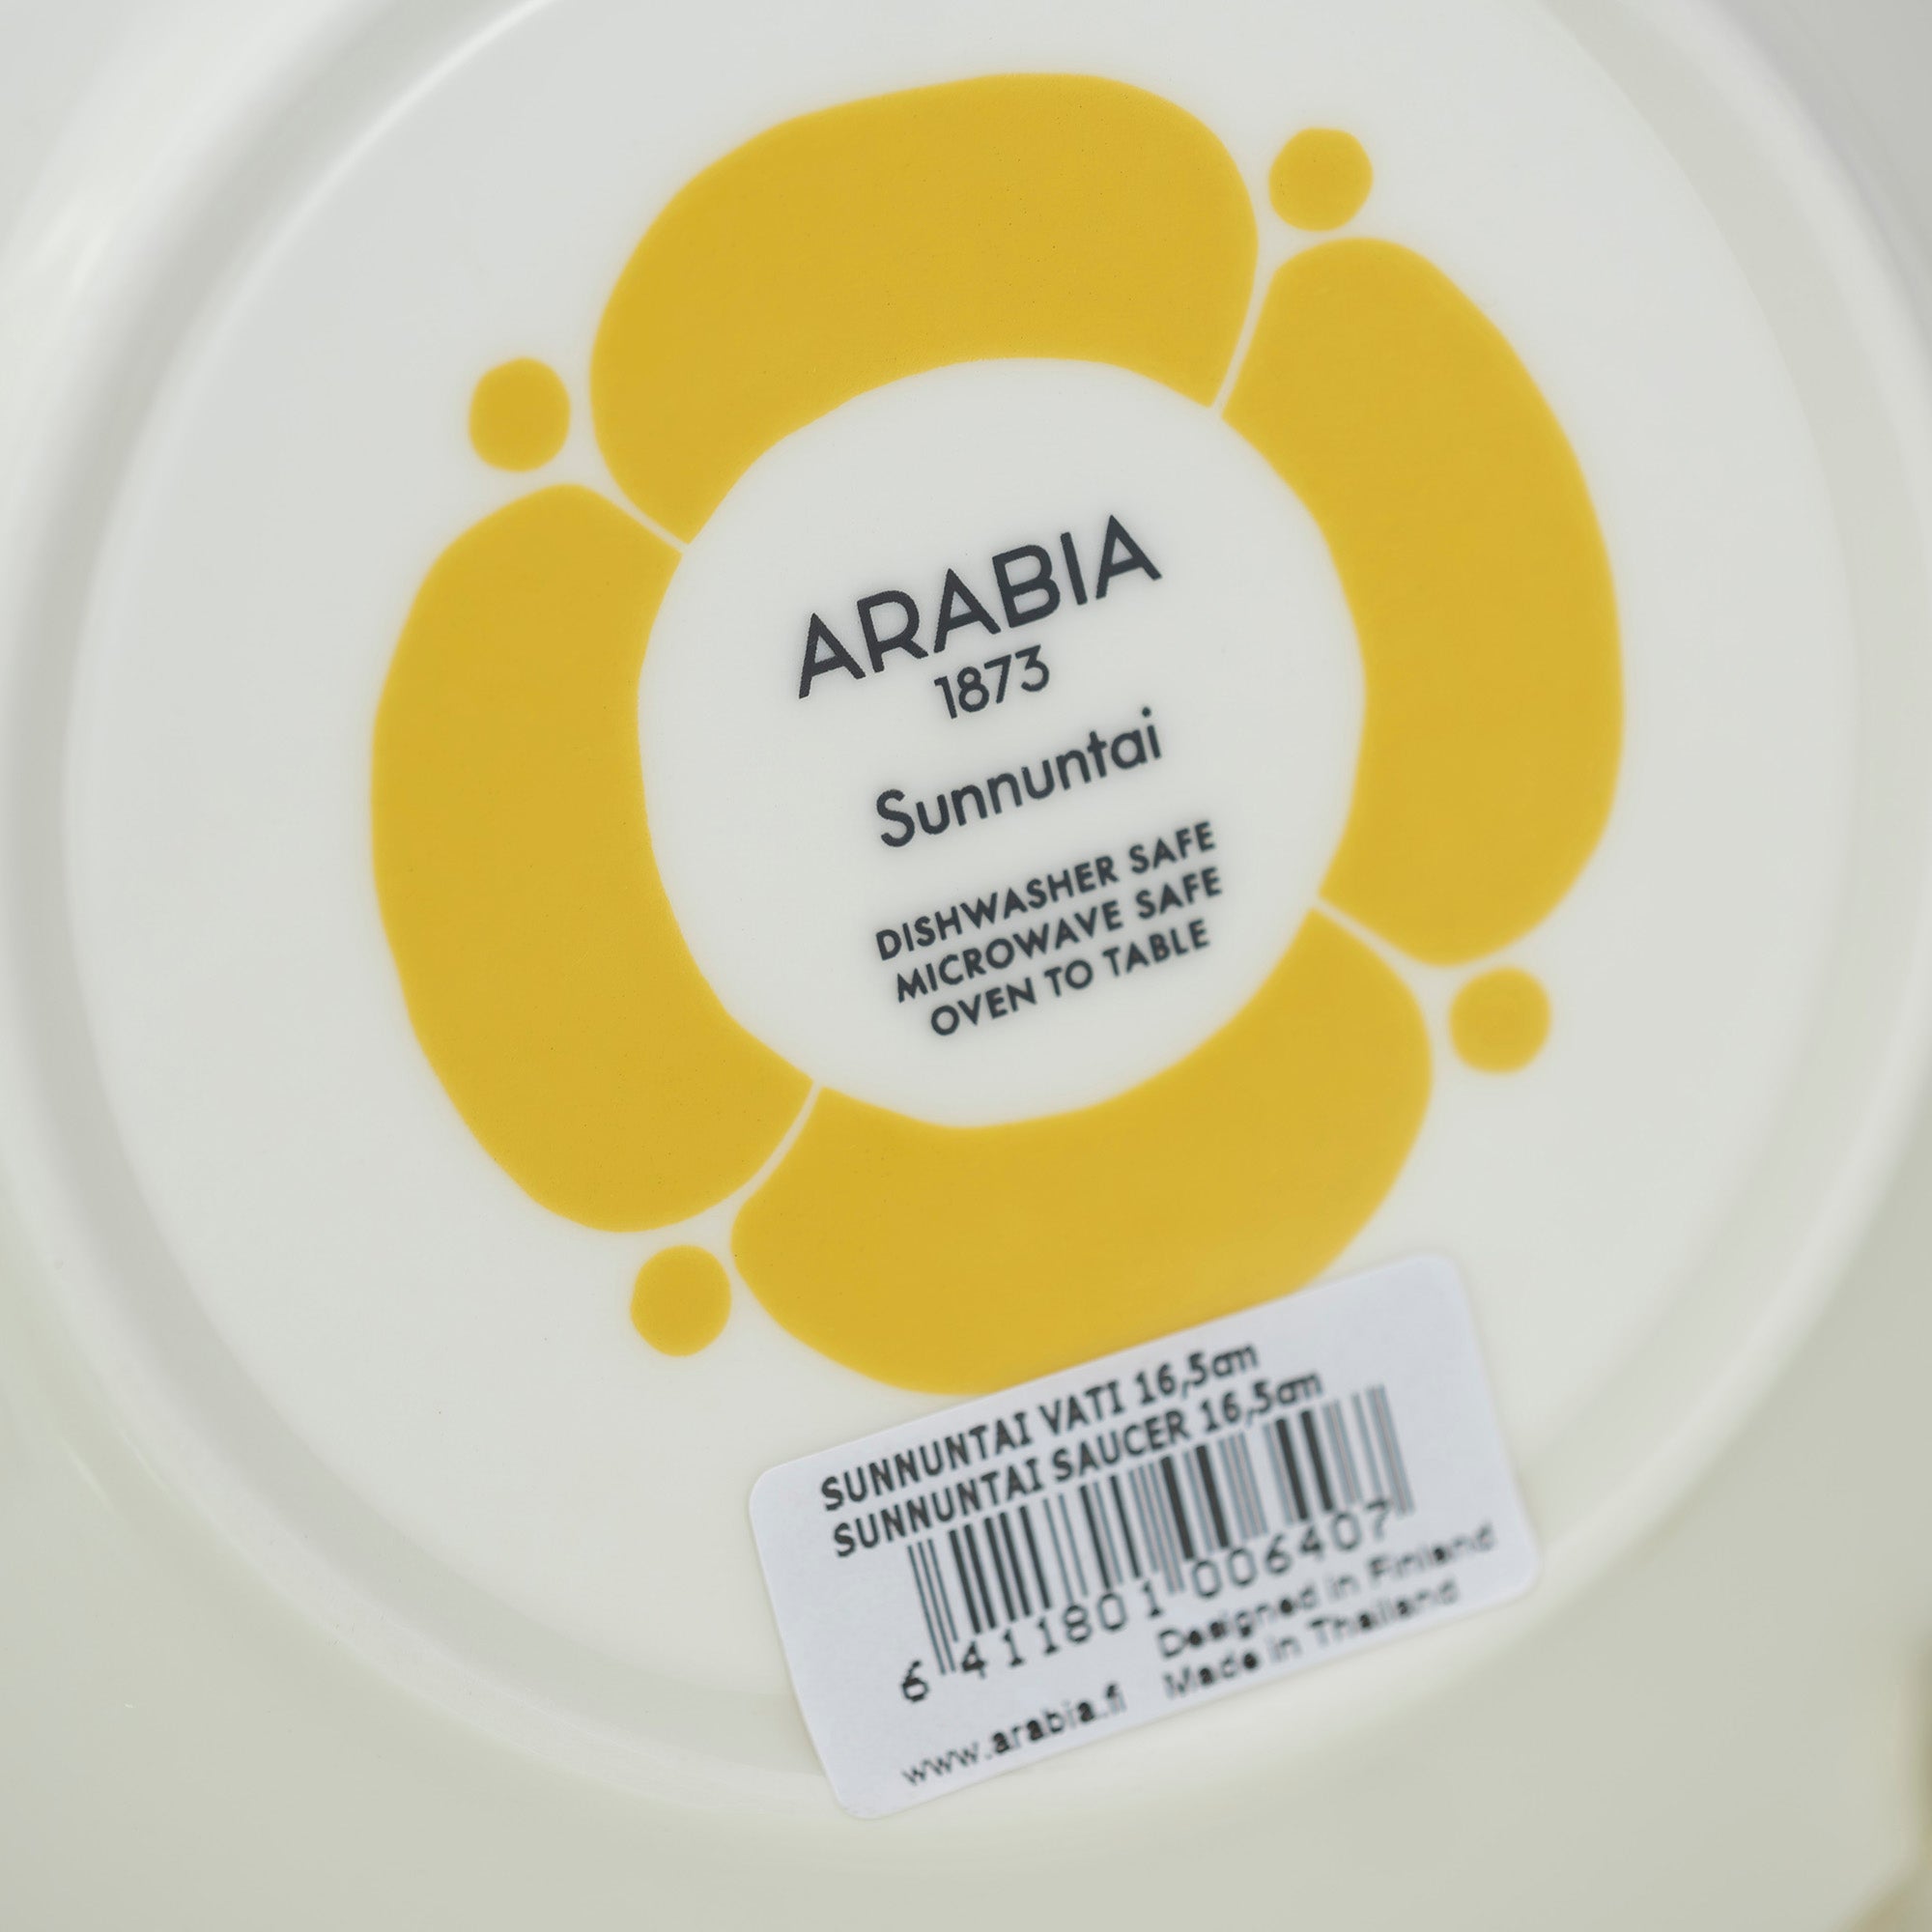 ARABIA
1873
Sunnuntai
DISHWASHER SAFE
MICROWAVE SAFE
OVEN TO TABLE
SUNNUNTAI VATI 16,5cm
SUNNUNTAI SAUCER 16,5cm
6 411801 006407
Designed in Finland
www.arabia.fi Made in Thailand